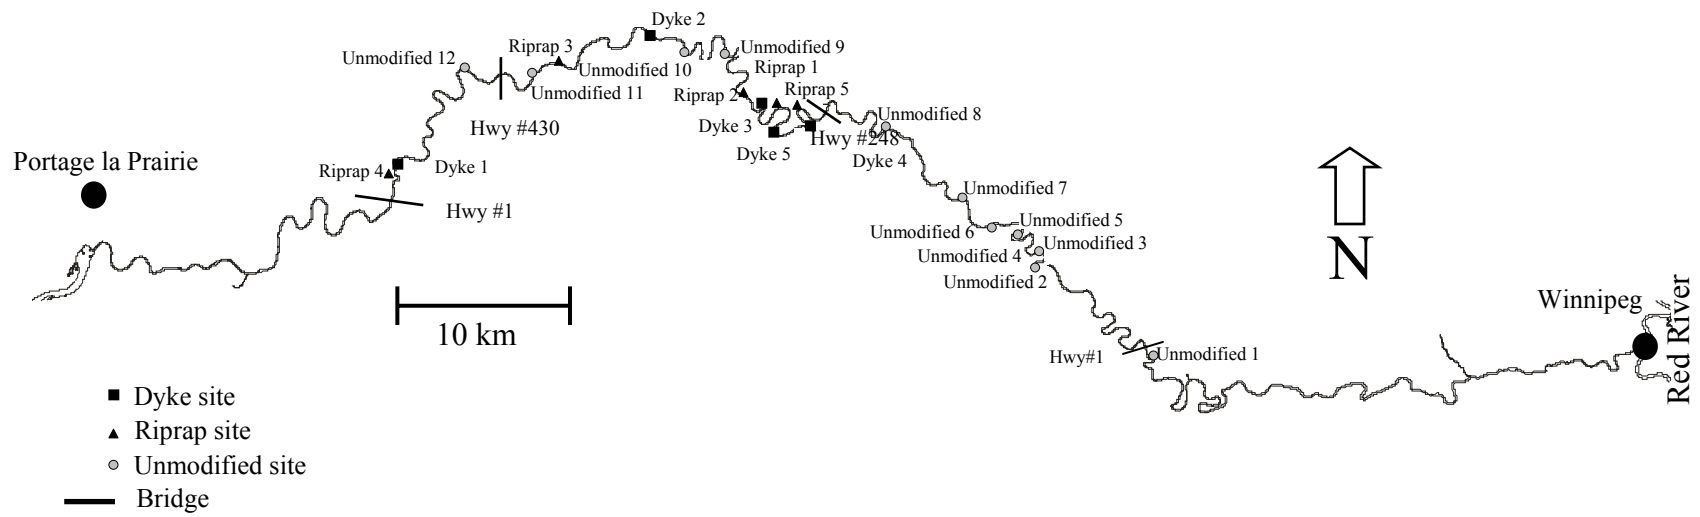 Dyke 2
Unmodified 12
Riprap 3
Unmodified 9
Unmodified 10
Riprap 1
Unmodified 11
Riprap 2
Riprap 5
Hwy #430
Dyke 3
Unmodified 8
Hwy #248
Dyke 5
Dyke 4
Portage la Prairie
Riprap 4
Dyke 1
Unmodified 7
Hwy #1
Unmodified 5
Unmodified 6
Unmodified 3
Unmodified 4
Unmodified 2
N
Winnipeg
Red River
10 km
Hwy#1
Unmodified 1
Dyke site
Riprap site
Unmodified site
Bridge